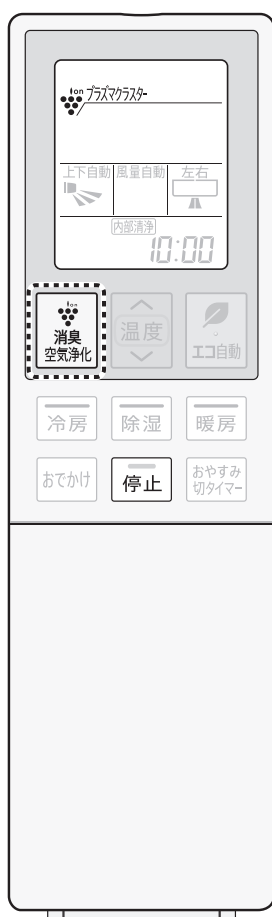 ion プラズマクラスター
上下自動 風量自動 左右
内部清浄
10:00
ion
消臭 温度 エコ自動
空気浄化
冷房 除湿 暖房
おでかけ 停止 おやすみ
切タイマー